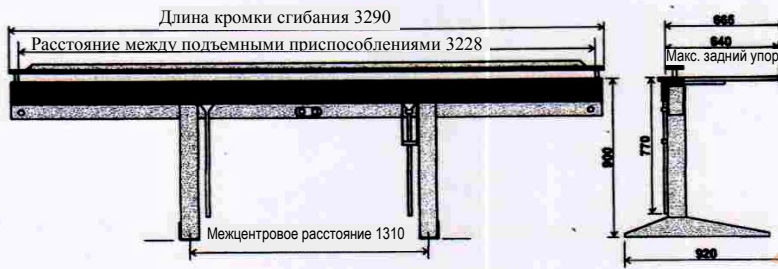 Длина кромки сгибания 3290
Расстояние между подъемными приспособлениями 3228
665
640
Макс. задний упор
900
770
Межцентровое расстояние 1310
920